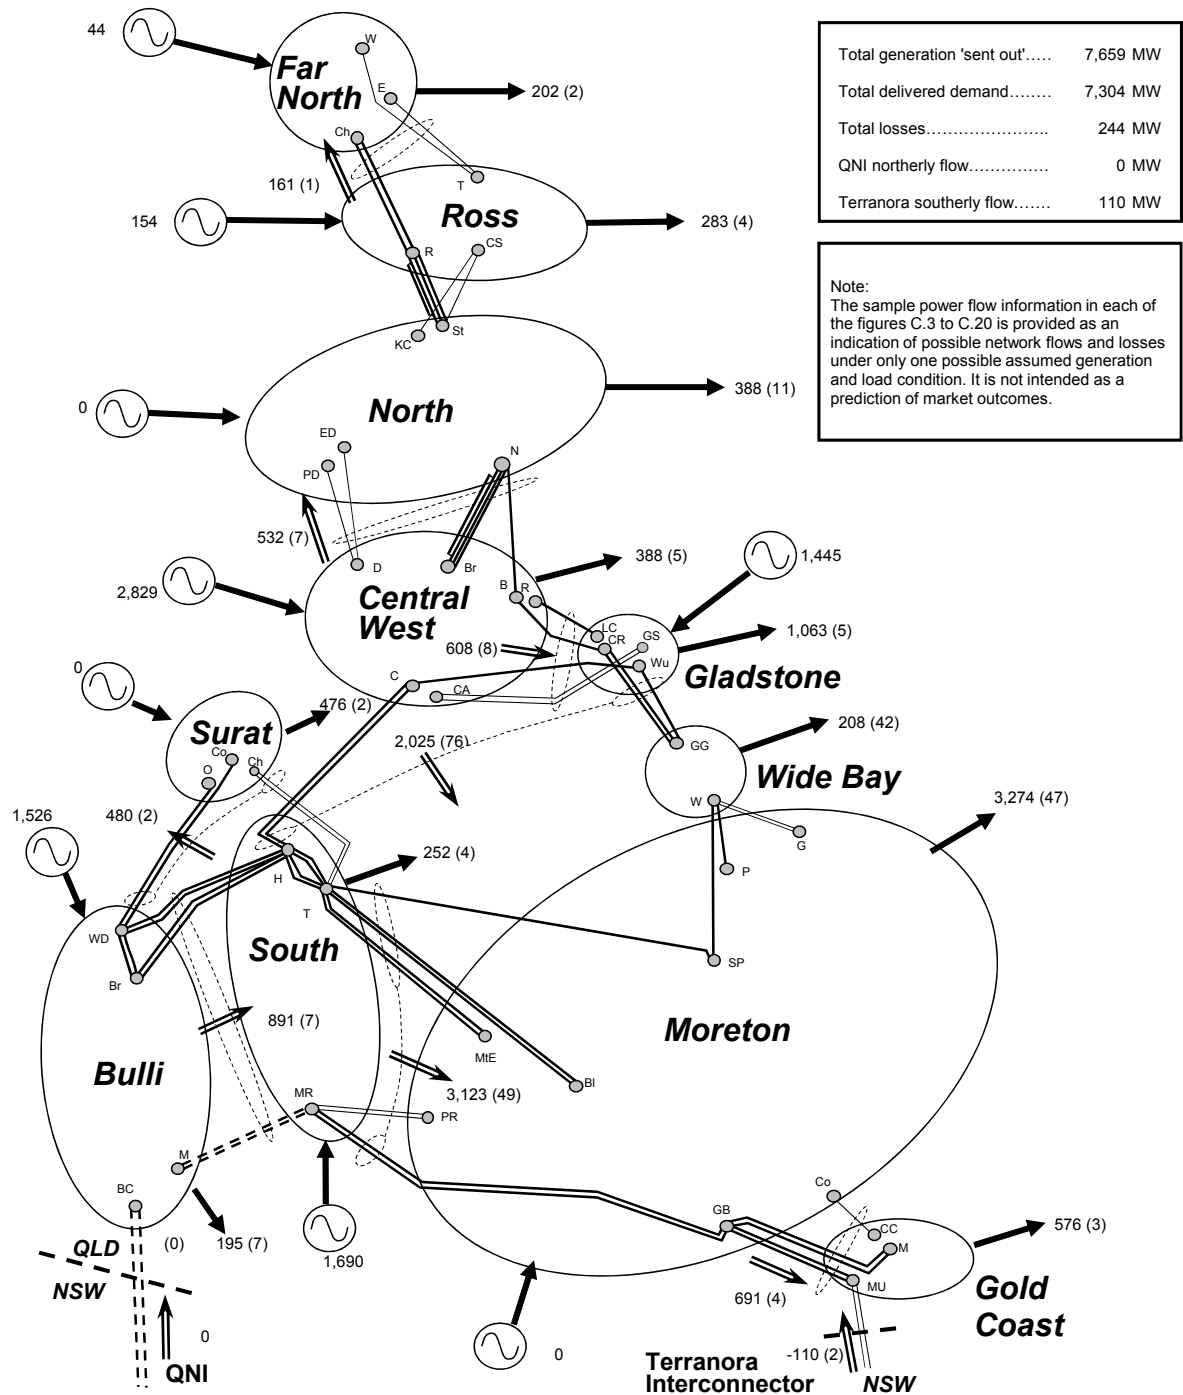 44
W
Far
North
E
202 (2)
Ch
161 (1)
T
154
Ross
283 (4)
R
CS
St
KC
Total generation 'sent out'..... 7,659 MW
Total delivered demand........ 7,304 MW
Total losses...................... 244 MW
QNI northerly flow............... 0 MW
Terranora southerly flow....... 110 MW
Note:
The sample power flow information in each of
the figures C.3 to C.20 is provided as an
indication of possible network flows and losses
under only one possible assumed generation
and load condition. It is not intended as a
prediction of market outcomes.
0
North
388 (11)
ED
PD
N
532 (7)
D
Br
388 (5)
1,445
2,829
Central
West
B
R
LC
CR
GS
1,063 (5)
608 (8)
Wu
Gladstone
C
CA
0
Surat
476 (2)
Co
Ch
O
2,025 (76)
208 (42)
GG
Wide Bay
W
G
3,274 (47)
1,526
480 (2)
252 (4)
H
T
P
WD
South
SP
Br
891 (7)
Moreton
Bulli
MtE
BI
3,123 (49)
MR
PR
M
BC
Co
GB
CC
M
576 (3)
QLD
(0)
195 (7)
1,690
NSW
MU
Gold
Coast
691 (4)
0
QNI
0
-110 (2)
Terranora
Interconnector
NSW